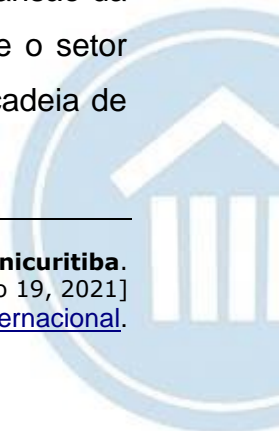 e o setor
cadeia de
nicuritiba.
o 19, 2021]
ernacional.